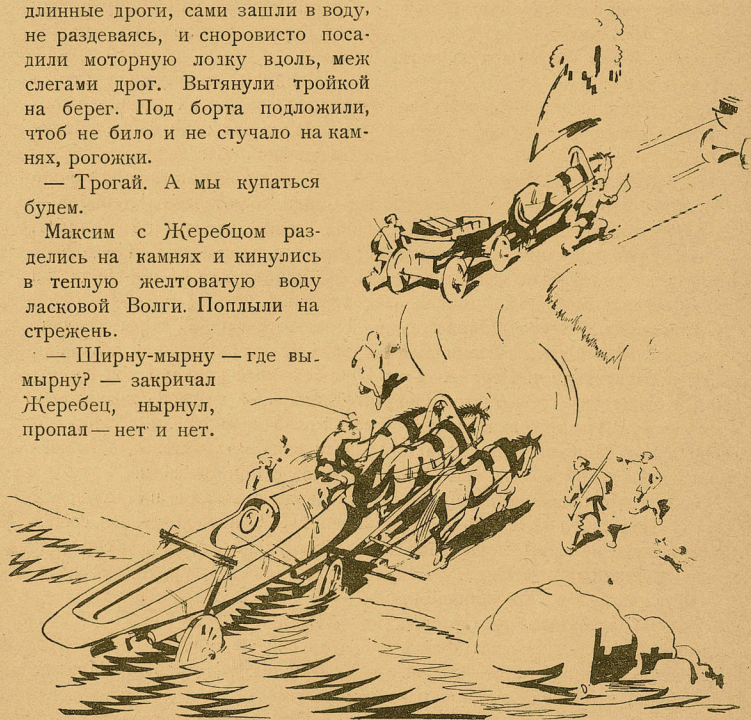 длинные дроги, сами зашли в воду,
не раздеваясь, и сноровисто поса-
дили моторную лодку вдоль, меж
слегами дрог. Вытянули тройкой
на берег. Под борта подложили,
чтоб не било и не стучало на кам-
нях, рогожки.
— Трогай. А мы купаться
будем.
Максим с Жеребцом раз-
делись на камнях и кинулись
в теплую желтоватую воду
ласковой Волги. Поплыли на
стрежень.
— Ширну-мырну — где вы-
мырну? — закричал
Жеребец, нырнул,
пропал — нет и нет.